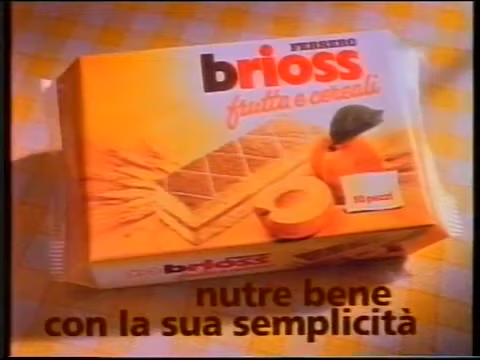 FERRERO
brioss
frutta e cereali
10 pezzi
brioss
nutre bene
con la sua semplicità